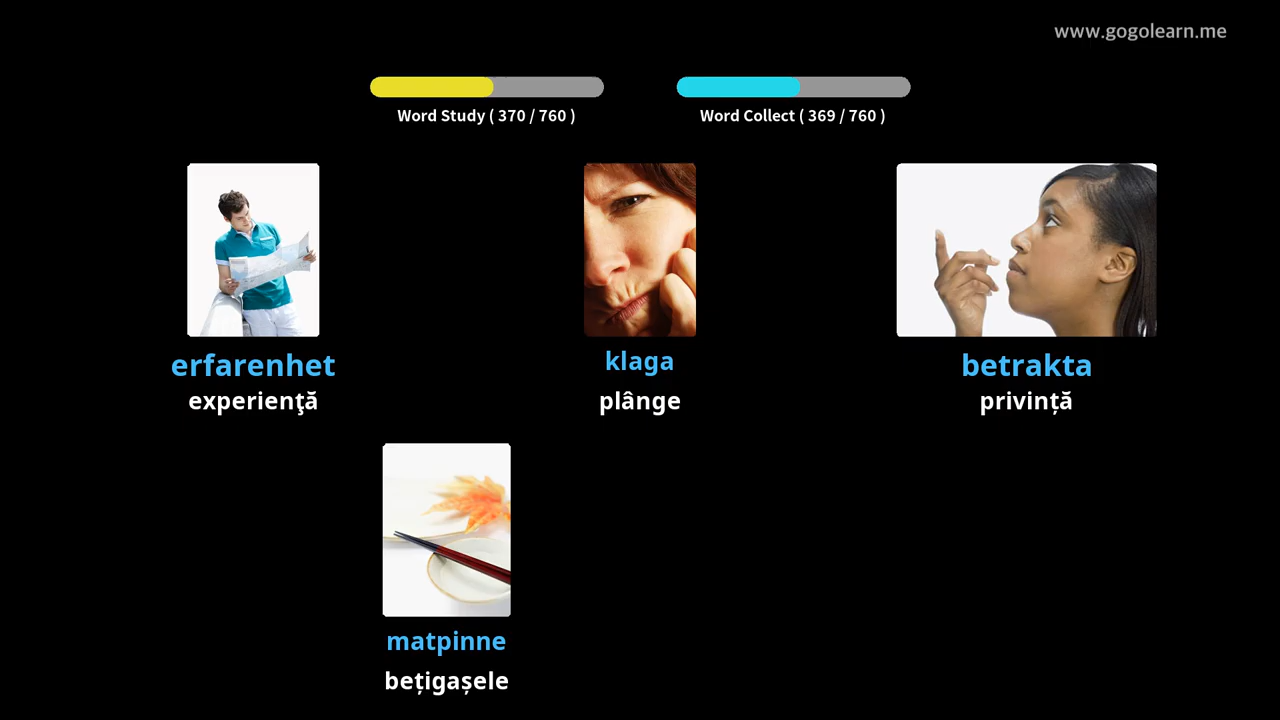 www.gogolearn.me
Word Study ( 370 / 760 )
Word Collect ( 369 / 760 )
erfarenhet
experienţă
klaga
plânge
betrakta
privință
matpinne
bețigașele